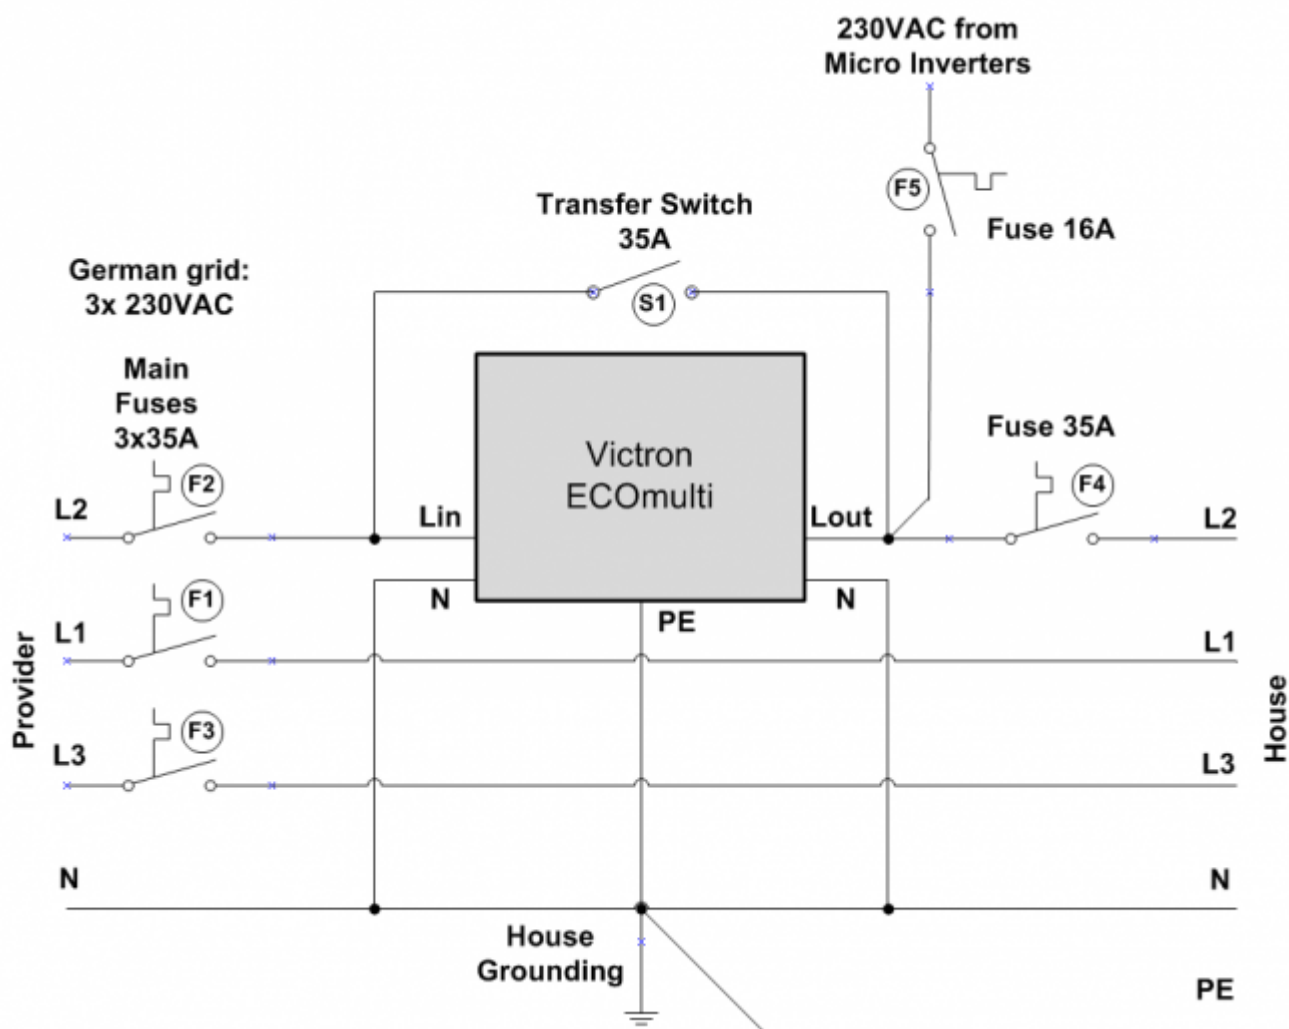 230VAC from
Micro Inverters
F5
Fuse 16A
Transfer Switch
35A
S1
German grid:
3x 230VAC
Main
Fuses
3x35A
F2
L2
Lin
Victron
ECOmulti
Lout
Fuse 35A
F4
L2
N
PE
N
F1
L1
L1
Provider
House
F3
L3
L3
N
N
House
Grounding
PE